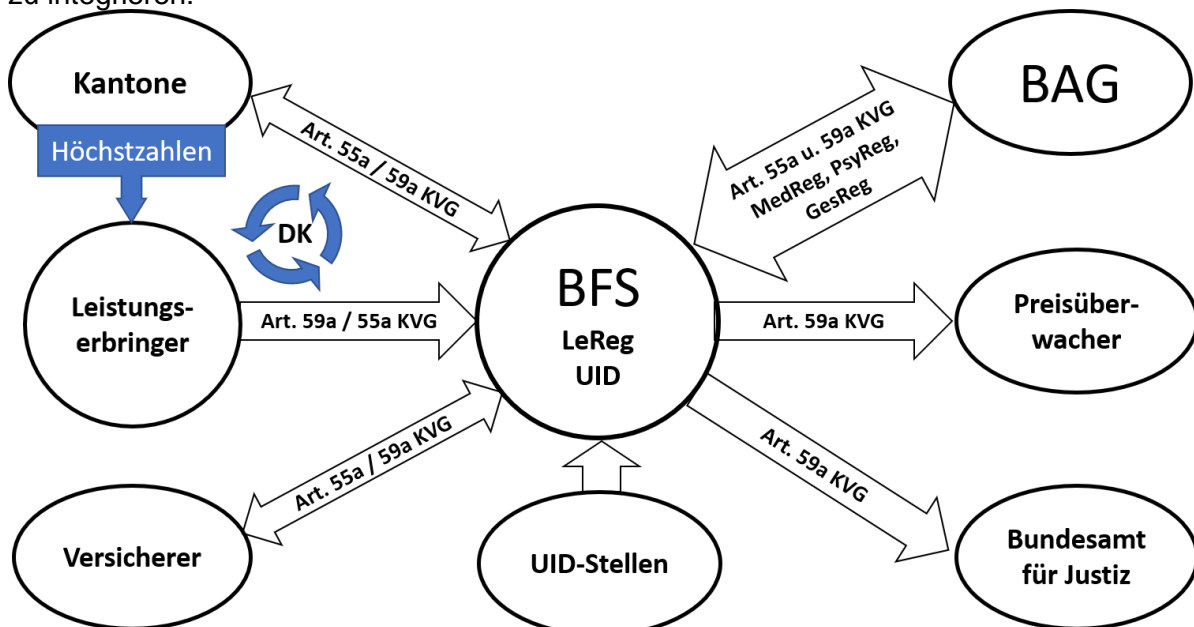 zu integrieren.
Kantone
BAG
Höchstzahlen
Art. 55a / 59a KVG
Art. 55a u. 59a KVG
MedReg, PsyReg,
GesReg
DK
BFS
LeReg
UID
Leistungs-
erbringer
Art. 59a / 55a KVG
Art. 59a KVG
Preisüber-
wacher
Art. 55a / 59a KVG
Art. 59a KVG
Versicherer
UID-Stellen
Bundesamt
für Justiz